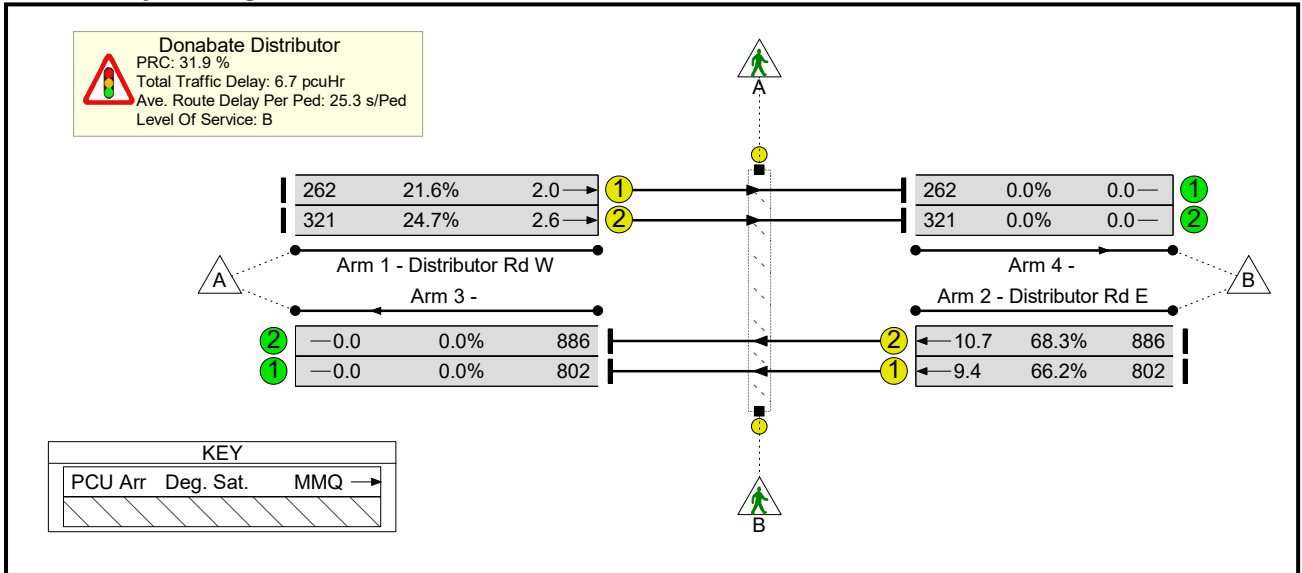 Donabate Distributor
PRC: 31.9 %
Total Traffic Delay: 6.7 pcuHr
Ave. Route Delay Per Ped: 25.3 s/Ped
Level Of Service: B
A
262 21.6% 2.0 1 262 0.0% 0.0 1
321 24.7% 2.6 2 321 0.0% 0.0 2
Arm 1 - Distributor Rd W Arm 4 -
A B
Arm 3 - Arm 2 - Distributor Rd E
2 0.0 0.0% 886 2 10.7 68.3% 886
1 0.0 0.0% 802 1 9.4 66.2% 802
KEY
PCU Arr Deg. Sat. MMQ
B